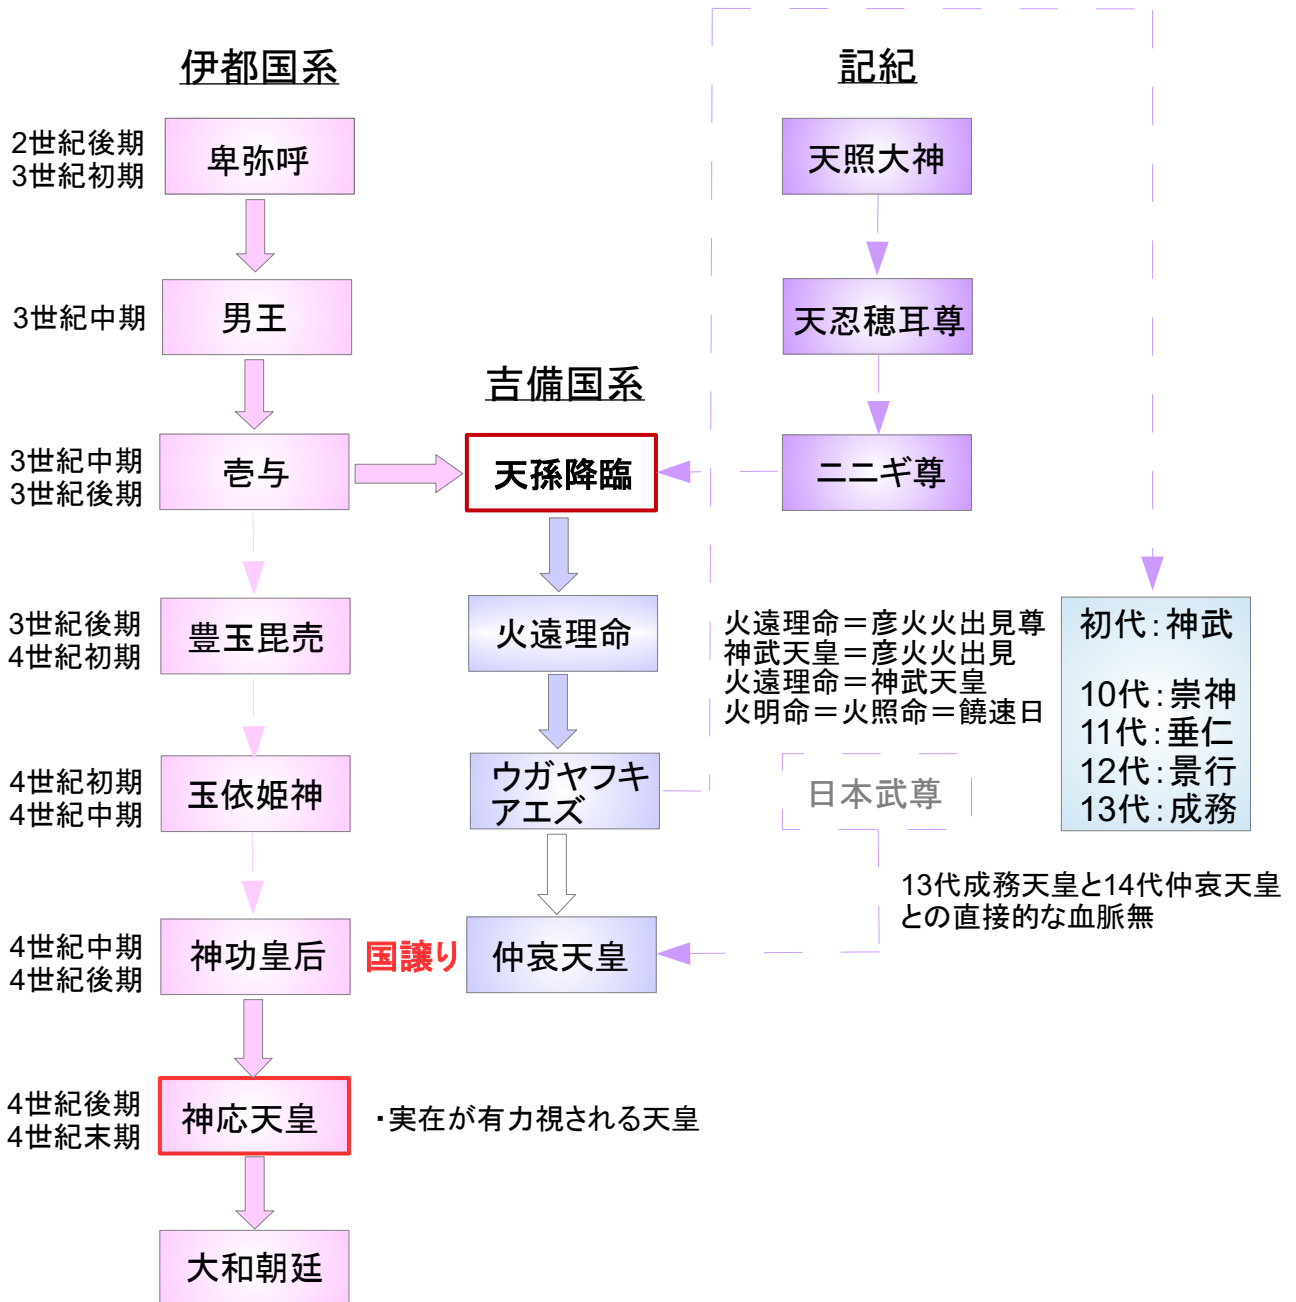 伊都国系
記紀
2世紀後期
3世紀初期
卑弥呼
天照大神
3世紀中期
男王
天忍穂耳尊
吉備国系
3世紀中期
3世紀後期
壱与
天孫降臨
ニニギ尊
3世紀後期
4世紀初期
豊玉毘売
火遠理命
火遠理命＝彦火火出見尊
神武天皇＝彦火火出見
火遠理命＝神武天皇
火明命＝火照命＝饒速日
初代：神武
10代：崇神
11代：垂仁
12代：景行
13代：成務
4世紀初期
4世紀中期
玉依姫神
ウガヤフキ
アエズ
日本武尊
13代成務天皇と14代仲哀天皇
との直接的な血脈無
4世紀中期
4世紀後期
神功皇后
国譲り
仲哀天皇
4世紀後期
4世紀末期
神応天皇
・実在が有力視される天皇
大和朝廷